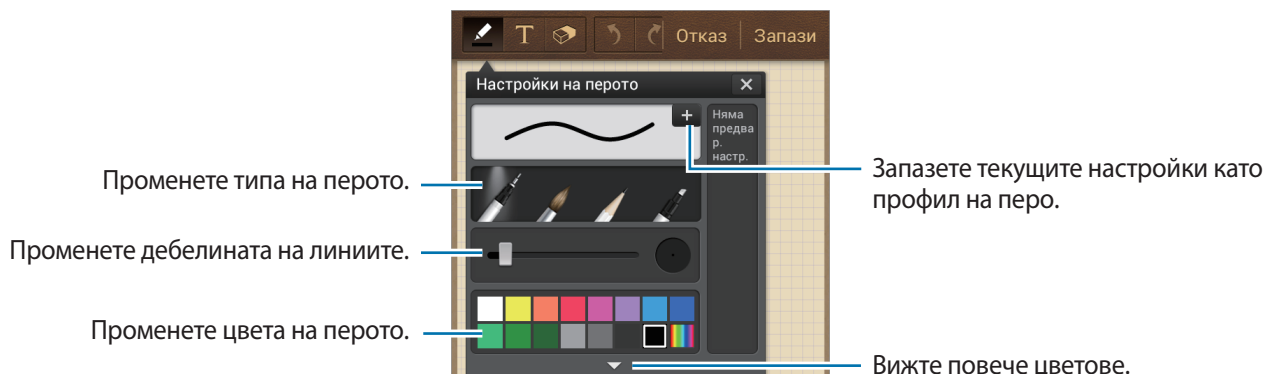 T
Отказ
Запази
Настройки на перото
Няма
предва
р.
настр.
Променете типа на перото.
Запазете текущите настройки като
профил на перо.
Променете дебелината на линиите.
Променете цвета на перото.
Вижте повече цветове.